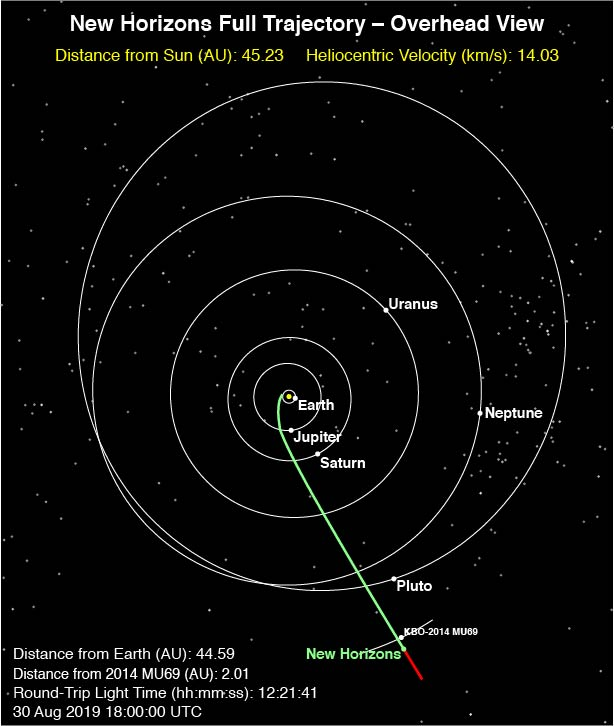 New Horizons Full Trajectory – Overhead View
Distance from Sun (AU): 45.23 Heliocentric Velocity (km/s): 14.03
Uranus
Earth
Neptune
Jupiter
Saturn
Pluto
KBO-2014 MU69
New Horizons
Distance from Earth (AU): 44.59
Distance from 2014 MU69 (AU): 2.01
Round-Trip Light Time (hh:mm:ss): 12:21:41
30 Aug 2019 18:00:00 UTC